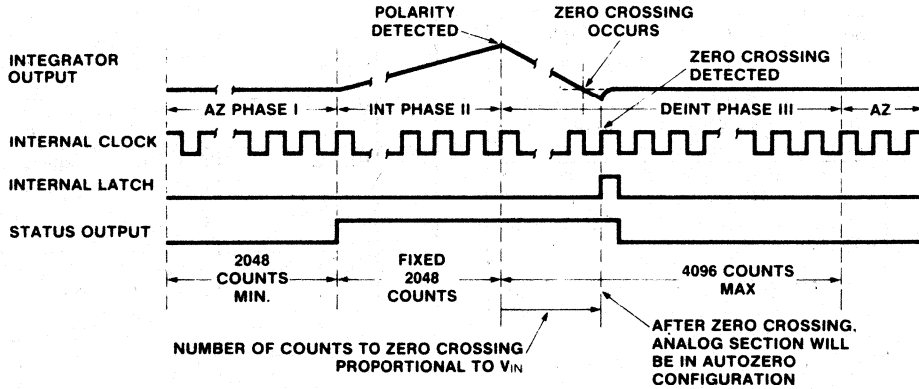 POLARITY
DETECTED
ZERO CROSSING
OCCURS
INTEGRATOR
OUTPUT
ZERO CROSSING
DETECTED
AZ PHASE I
INT PHASE II
DEINT PHASE III
AZ
INTERNAL CLOCK
INTERNAL LATCH
STATUS OUTPUT
2048
COUNTS
MIN.
FIXED
2048
COUNTS
4096 COUNTS
MAX
NUMBER OF COUNTS TO ZERO CROSSING
PROPORTIONAL TO VIN
AFTER ZERO CROSSING,
ANALOG SECTION WILL
BE IN AUTOZERO
CONFIGURATION